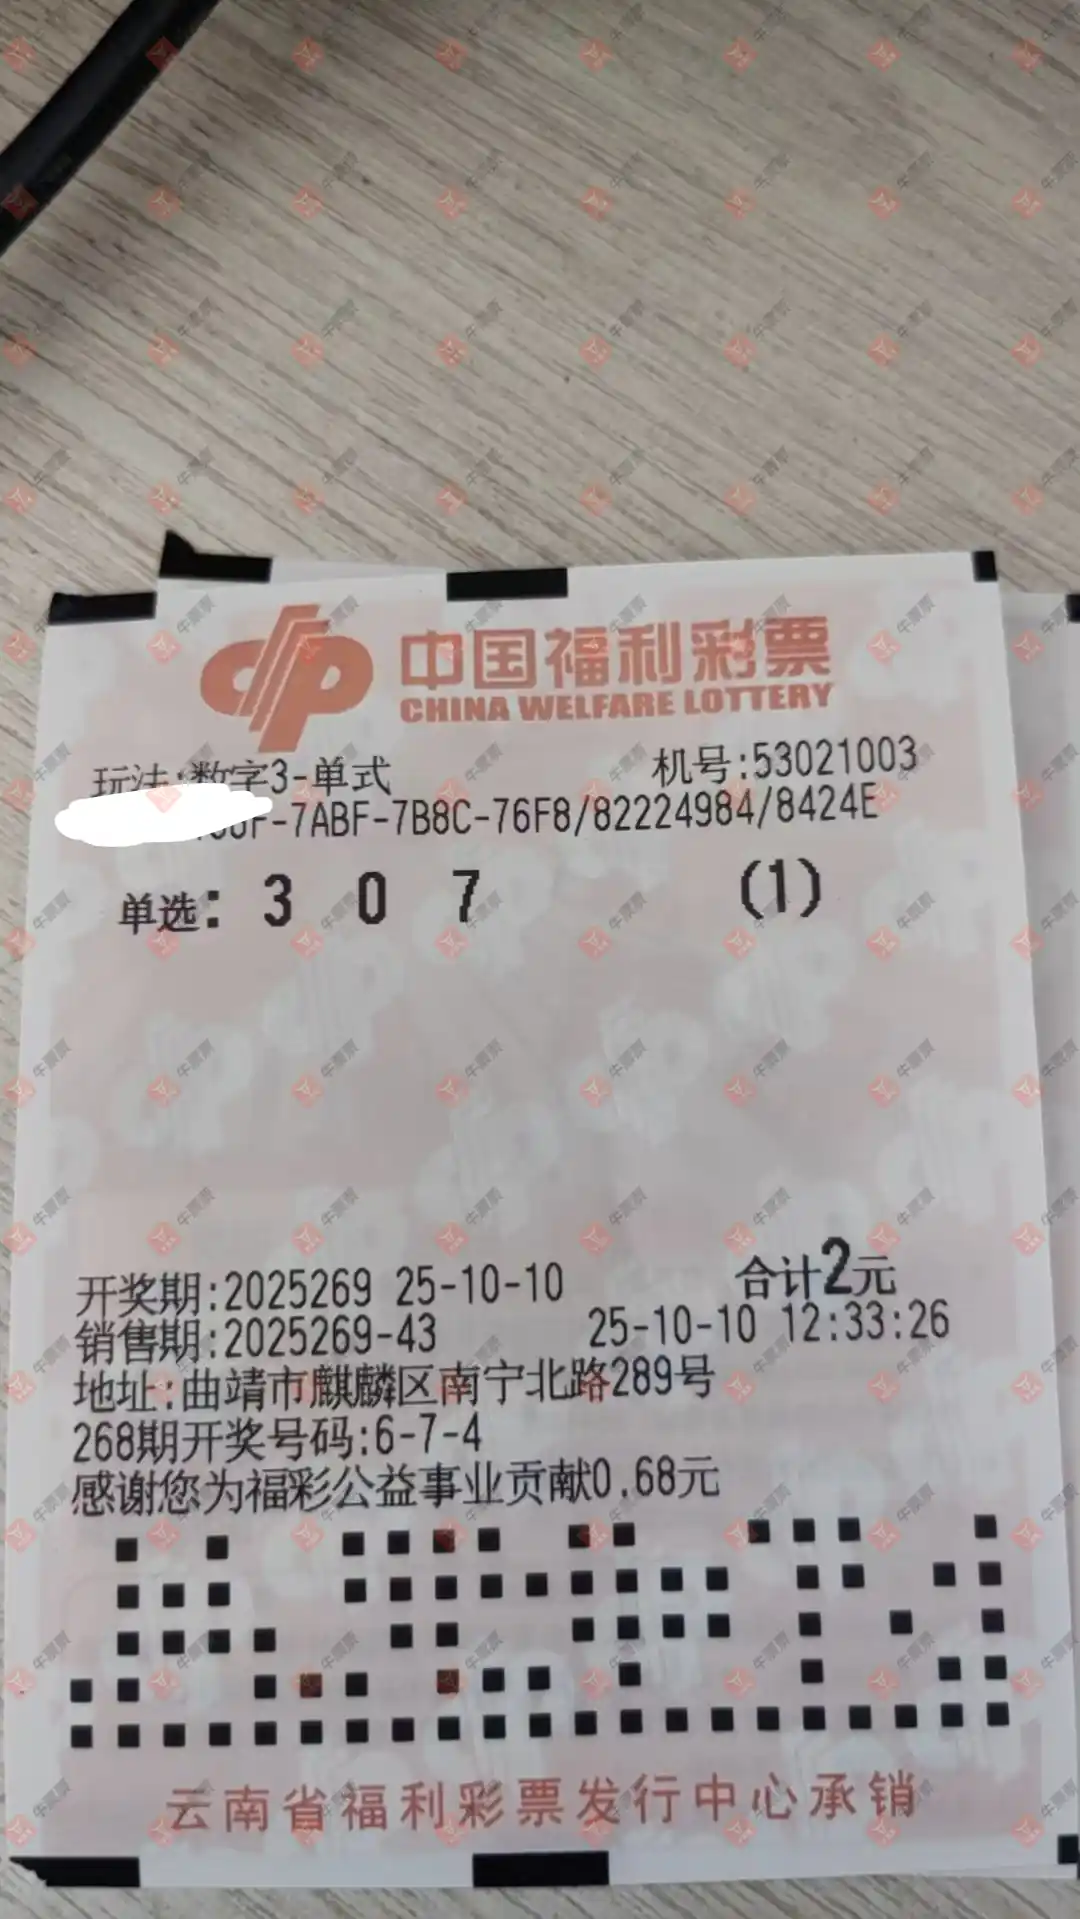 中国福利彩票
CHINA WELFARE LOTTERY
玩法:数字3-单式 机号:53021003
-7ABF-7B8C-76F8/82224984/8424E
单选: 3 0 7 (1)
开奖期:2025269 25-10-10 合计2元
销售期:2025269-43 25-10-10 12:33:26
地址:曲靖市麒麟区南宁北路289号
268期开奖号码:6-7-4
感谢您为福彩公益事业贡献0.68元
云南省福利彩票发行中心承销
牛票票